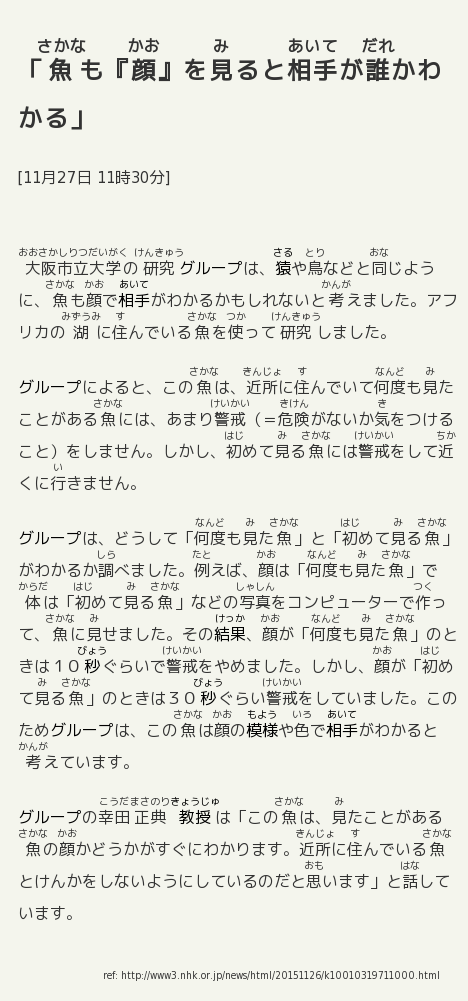 「魚も『顔』を見ると相手が誰かわ
かる」
[11月27日 11時30分]
大阪市立大学の研究グループは、猿や鳥などと同じよう
に、魚も顔で相手がわかるかもしれないと考えました。アフ
リカの湖に住んでいる魚を使って研究しました。
グループによると、この魚は、近所に住んでいて何度も見た
ことがある魚には、あまり警戒（＝危険がないか気をつける
こと）をしません。しかし、初めて見る魚には警戒をして近
くに行きません。
グループは、どうして「何度も見た魚」と「初めて見る魚」
がわかるか調べました。例えば、顔は「何度も見た魚」で
体は「初めて見る魚」などの写真をコンピューターで作っ
て、魚に見せました。その結果、顔が「何度も見た魚」のと
きは１０秒ぐらいで警戒をやめました。しかし、顔が「初め
て見る魚」のときは３０秒ぐらい警戒をしていました。この
ためグループは、この魚は顔の模様や色で相手がわかると
考えています。
グループの幸田正典教授は「この魚は、見たことがある
魚の顔かどうかがすぐにわかります。近所に住んでいる魚
とけんかをしないようにしているのだと思います」と話して
います。
ref: http://www3.nhk.or.jp/news/html/20151126/k10010319711000.html